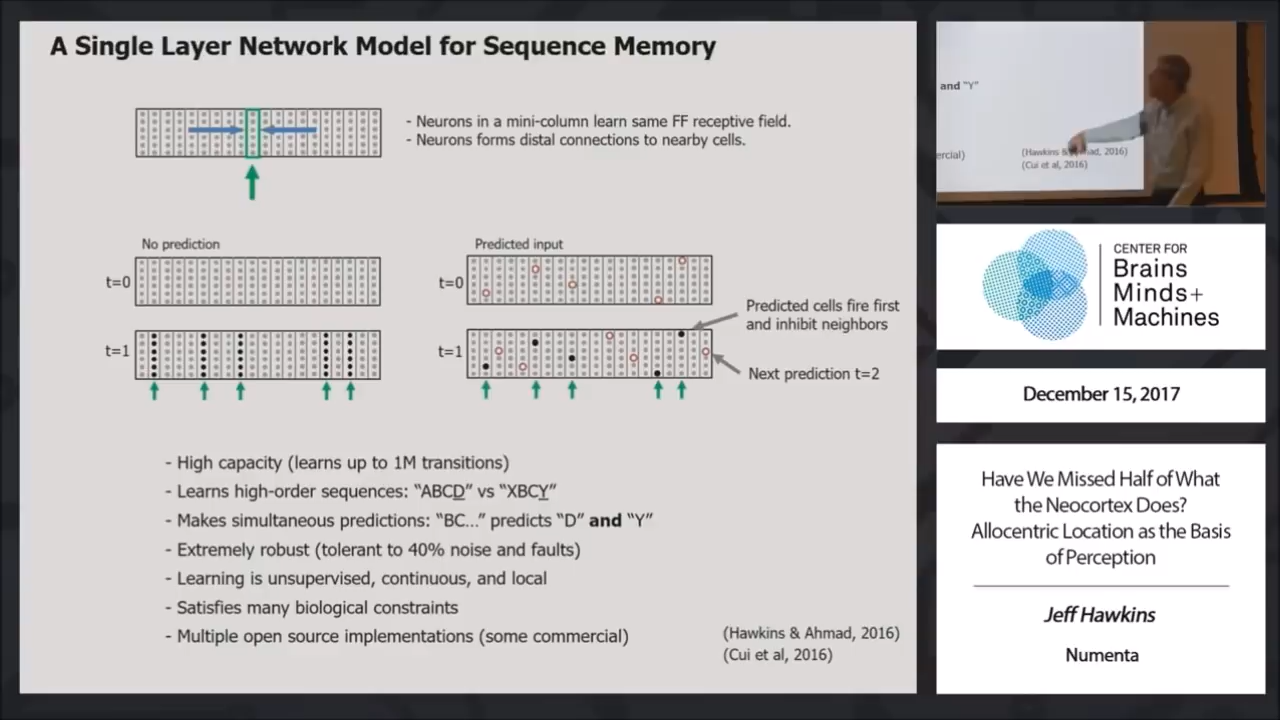 A Single Layer Network Model for Sequence Memory
- Neurons in a mini-column learn same FF receptive field.
- Neurons forms distal connections to nearby cells.
No prediction
Predicted input
t=0
t=0
t=1
t=1
Predicted cells fire first
and inhibit neighbors
Next prediction t=2
- High capacity (learns up to 1M transitions)
- Learns high-order sequences: “ABCD” vs “XBCY”
- Makes simultaneous predictions: “BC...” predicts “D” and “Y”
- Extremely robust (tolerant to 40% noise and faults)
- Learning is unsupervised, continuous, and local
- Satisfies many biological constraints
- Multiple open source implementations (some commercial)
(Hawkins & Ahmad, 2016)
(Cui et al, 2016)
and “Y”
(Hawkins & 2016)
(Cui et al, 2016)
CENTER FOR
Brains
Minds+
Machines
December 15, 2017
Have We Missed Half of What
the Neocortex Does?
Allocentric Location as the Basis
of Perception
Jeff Hawkins
Numenta